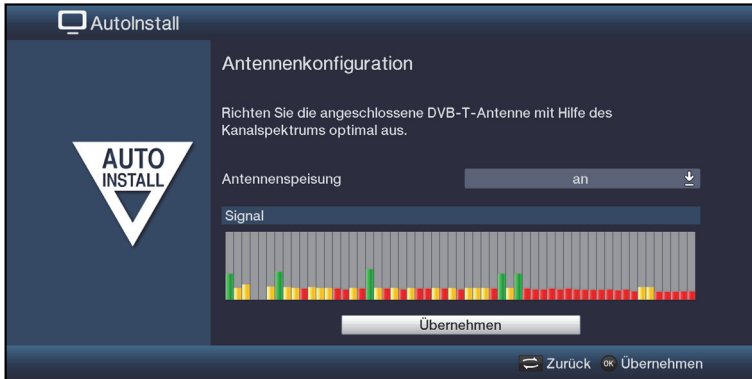 AutoInstall
Antennenkonfiguration
Richten Sie die angeschlossene DVB-T-Antenne mit Hilfe des
Kanalspektrums optimal aus.
AUTO
INSTALL
Antennenspeisung
an
Signal
Übernehmen
Zurück
OK Übernehmen